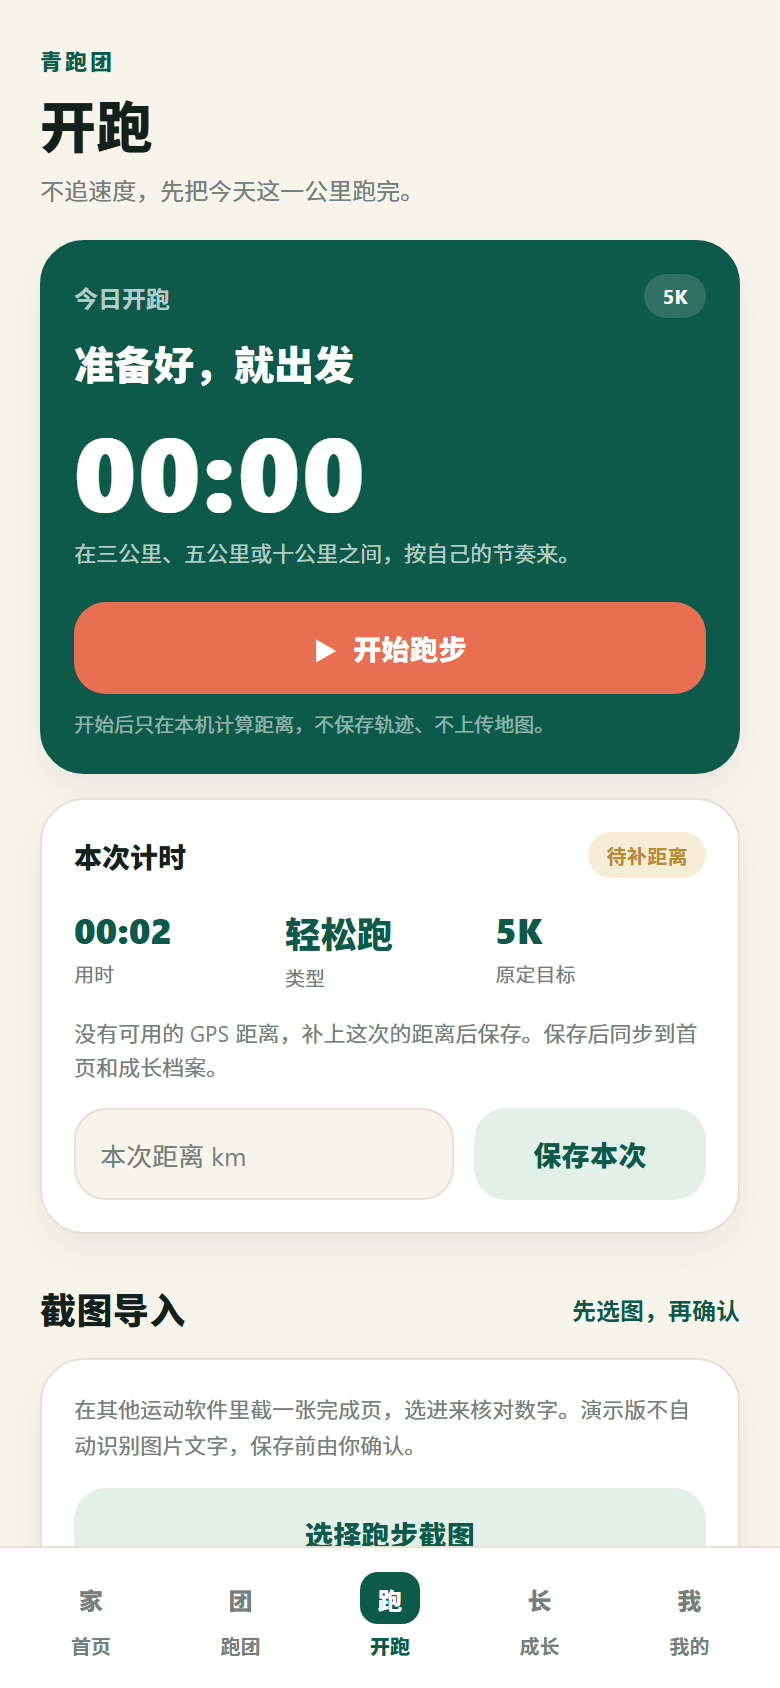 青跑团
开跑
不追速度，先把今天这一公里跑完。
今日开跑
5K
准备好，就出发
00:00
在三公里、五公里或十公里之间，按自己的节奏来。
▶ 开始跑步
开始后只在本机计算距离，不保存轨迹、不上传地图。
本次计时
待补距离
00:02
轻松跑
5K
用时
类型
原定目标
没有可用的 GPS 距离，补上这次的距离后保存。保存后同步到首
页和成长档案。
本次距离 km
保存本次
截图导入
先选图，再确认
在其他运动软件里截一张完成页，选进来核对数字。演示版不自
动识别图片文字，保存前由你确认。
选择跑步截图
家
团
跑
长
我
首页
跑团
开跑
成长
我的